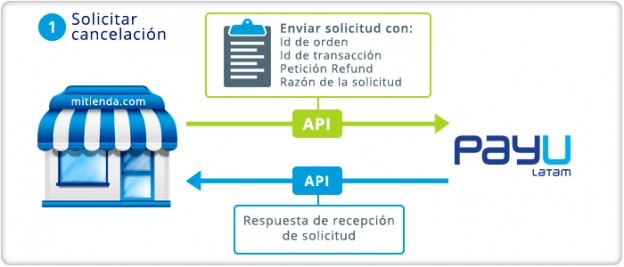 1
Solicitar
cancelación
Enviar solicitud con:
Id de orden
Id de transacción
Petición Refund
Razón de la solicitud
mitienda.com
API
PayU
LATAM
API
Respuesta de recepción
de solicitud